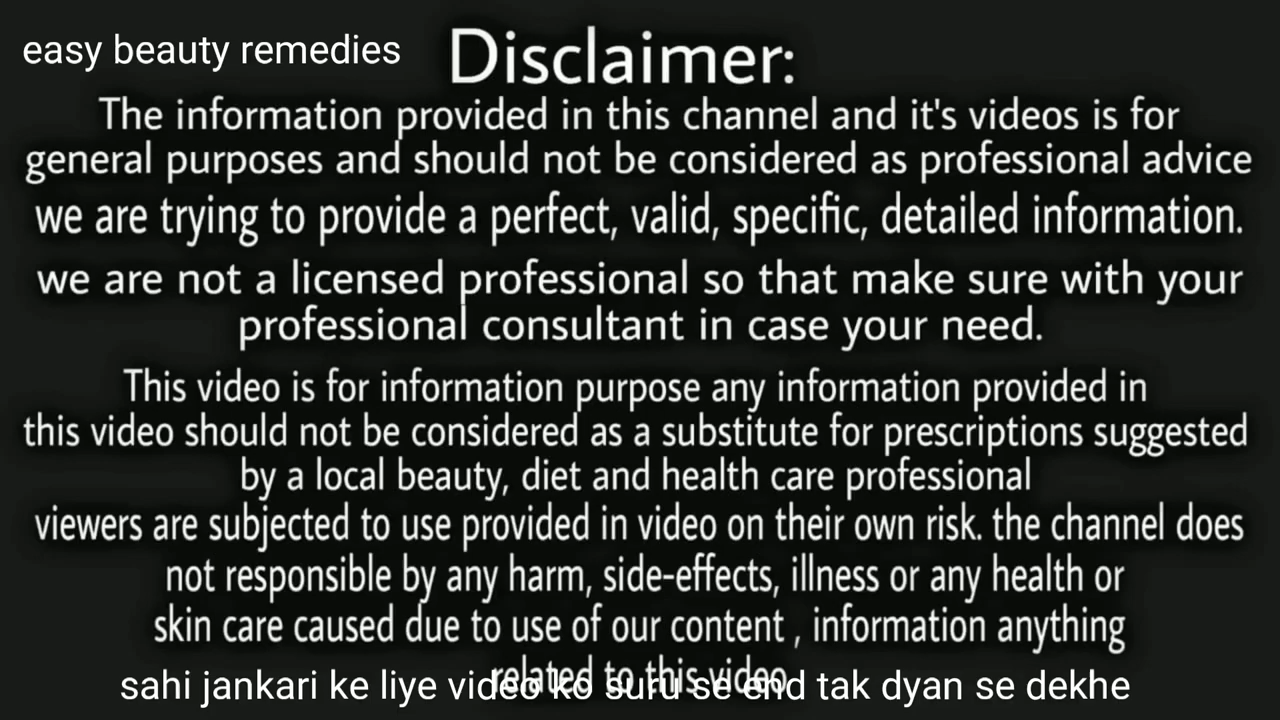 easy beauty remedies
Disclaimer:
The information provided in this channel and it's videos is for
general purposes and should not be considered as professional advice
we are trying to provide a perfect, valid, specific, detailed information.
we are not a licensed professional so that make sure with your
professional consultant in case your need.
This video is for information purpose any information provided in
this video should not be considered as a substitute for prescriptions suggested
by a local beauty, diet and health care professional
viewers are subjected to use provided in video on their own risk. the channel does
not responsible by any harm, side-effects, illness or any health or
skin care caused due to use of our content , information anything
related to this video
sahi jankari ke liye video ko suru se end tak dyan se dekhe